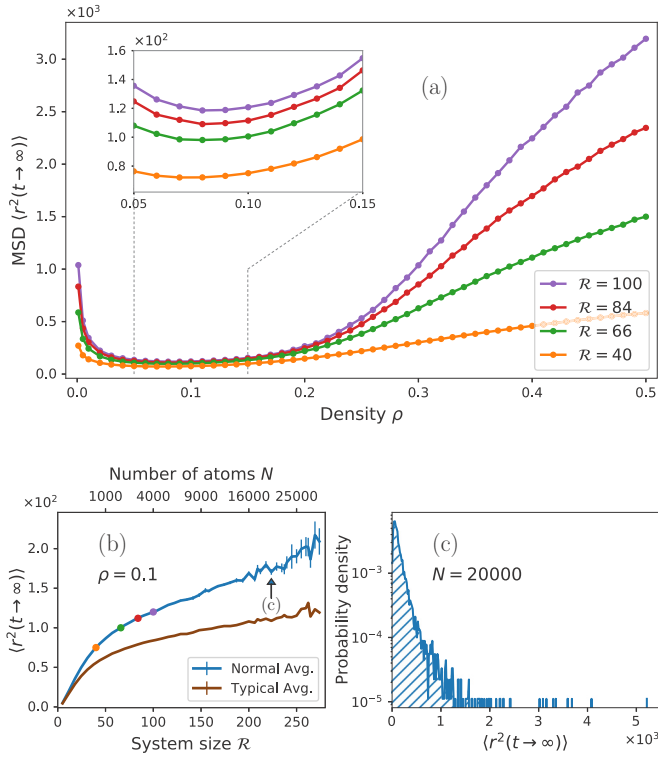 ×10³
(a)
MSD ⟨r²(t → ∞)⟩
3.0
2.5
2.0
1.5
1.0
0.5
0.0
×10²
1.6
1.4
1.2
1.0
0.8
0.05 0.10 0.15
ℛ = 100
ℛ = 84
ℛ = 66
ℛ = 40
0.0 0.1 0.2 0.3 0.4 0.5
Density ρ
Number of atoms N
×10² 1000 4000 9000 16000 25000
(b)
ρ = 0.1
⟨r²(t → ∞)⟩
2.0
1.5
1.0
0.5
0.0
(c)
Normal Avg.
Typical Avg.
0 50 100 150 200 250
System size ℛ
(c)
N = 20000
Probability density
10⁻³
10⁻⁴
10⁻⁵
0 1 2 3 4 5
×10³
⟨r²(t → ∞)⟩